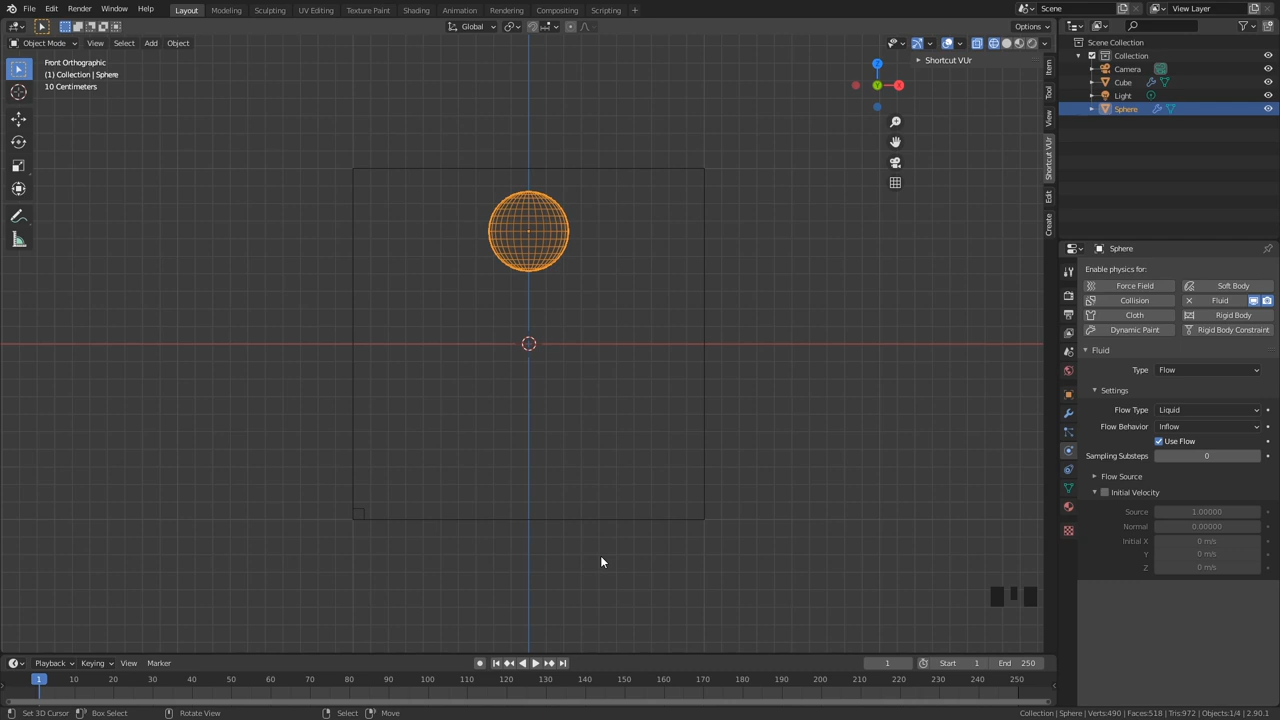 File Edit Render Window Help Layout Modeling Sculpting UV Editing Texture Paint Shading Animation Rendering Compositing Scripting + Scene View Layer
Global Options
Object Mode View Select Add Object
Front Orthographic
(1) Collection | Sphere
10 Centimeters
Shortcut VUr
Z
X
Y
Item
Tool
View
Shortcut VUr
Edit
Create
Scene Collection
Collection
Camera
Cube
Light
Sphere
Sphere
Enable physics for:
Force Field Soft Body
Collision Fluid
Cloth Rigid Body
Dynamic Paint Rigid Body Constraint
Fluid
Type Flow
Settings
Flow Type Liquid
Flow Behavior Inflow
Use Flow
Sampling Substeps 0
Flow Source
Initial Velocity
Source 1.00000
Normal 0.00000
Initial X 0 m/s
Y 0 m/s
Z 0 m/s
Playback Keying View Marker 1 Start 1 End 250
1 10 20 30 40 50 60 70 80 90 100 110 120 130 140 150 160 170 180 190 200 210 220 230 240 250
Set 3D Cursor Box Select Rotate View Select Move Collection | Sphere | Verts:490 | Faces:518 | Tris:972 | Objects:1/4 | 2.90.1